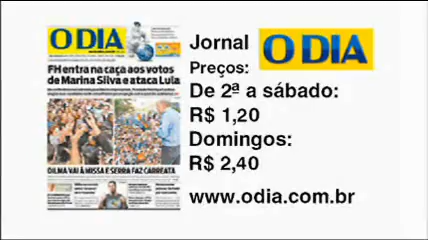 O DIA
FH entra na caça aos votos
de Marina Silva e ataca Lula
DILMA VAI À MISSA E SERRA FAZ CARREATA
Jornal O DIA
Preços:
De 2ª a sábado:
R$ 1,20
Domingos:
R$ 2,40
www.odia.com.br